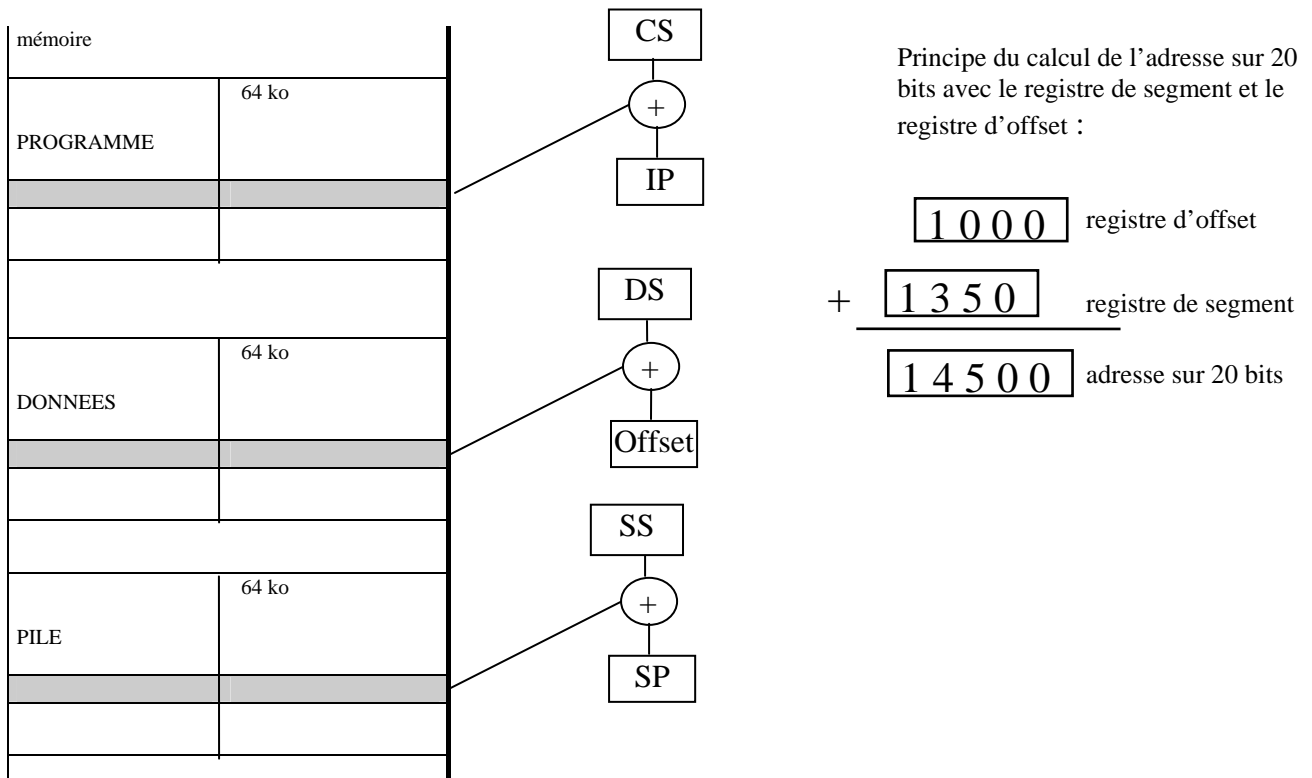 mémoire
64 ko
PROGRAMME
64 ko
DONNEES
64 ko
PILE
CS
+
IP
DS
+
Offset
SS
+
SP
Principe du calcul de l’adresse sur 20
bits avec le registre de segment et le
registre d’offset :
1 0 0 0 registre d’offset
+ 1 3 5 0 registre de segment
1 4 5 0 0 adresse sur 20 bits